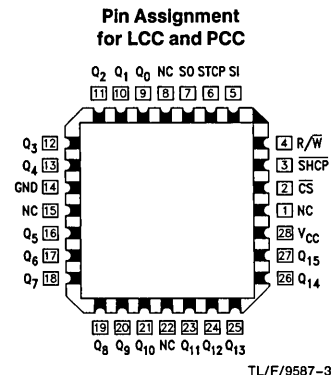 Pin Assignment
for LCC and PCC
Q2 Q1 Q0 NC SO STCP SI
11 10 9 8 7 6 5
Q3 12
Q4 13
GND 14
NC 15
Q5 16
Q6 17
Q7 18
4 R/W̅
3 S̅H̅C̅P̅
2 C̅S̅
1 NC
28 VCC
27 Q15
26 Q14
19 20 21 22 23 24 25
Q8 Q9 Q10 NC Q11 Q12 Q13
TL/F/9587-3